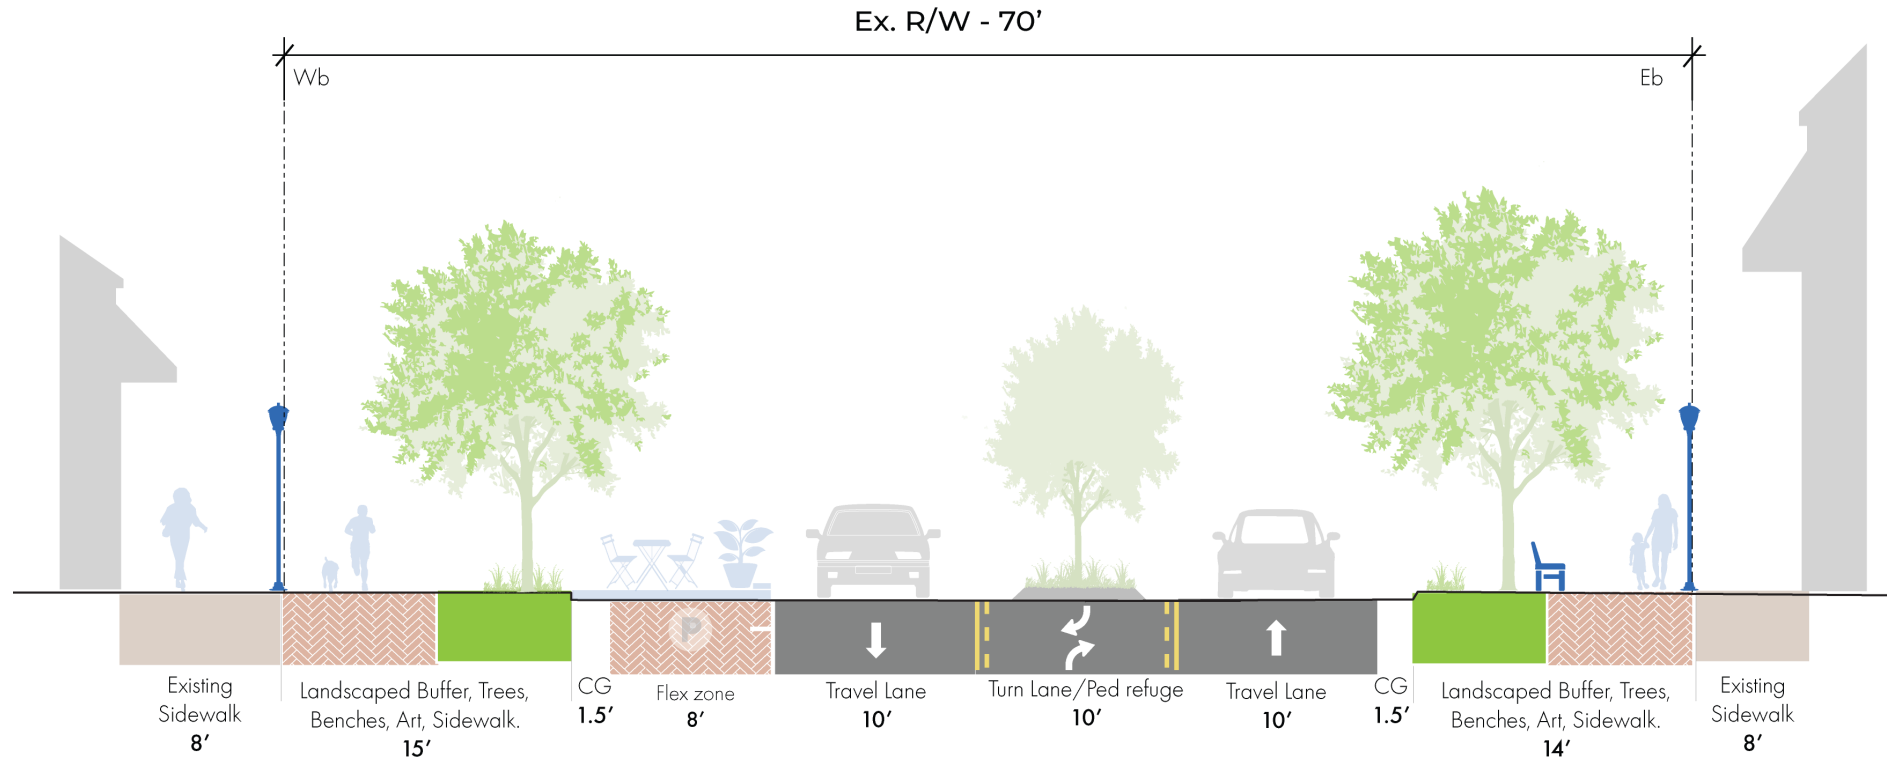 Ex. R/W - 70’
Wb
Eb
P
Existing
Sidewalk
8’
Landscaped Buffer, Trees,
Benches, Art, Sidewalk.
15’
CG
1.5’
Flex zone
8’
Travel Lane
10’
Turn Lane/Ped refuge
10’
Travel Lane
10’
CG
1.5’
Landscaped Buffer, Trees,
Benches, Art, Sidewalk.
14’
Existing
Sidewalk
8’